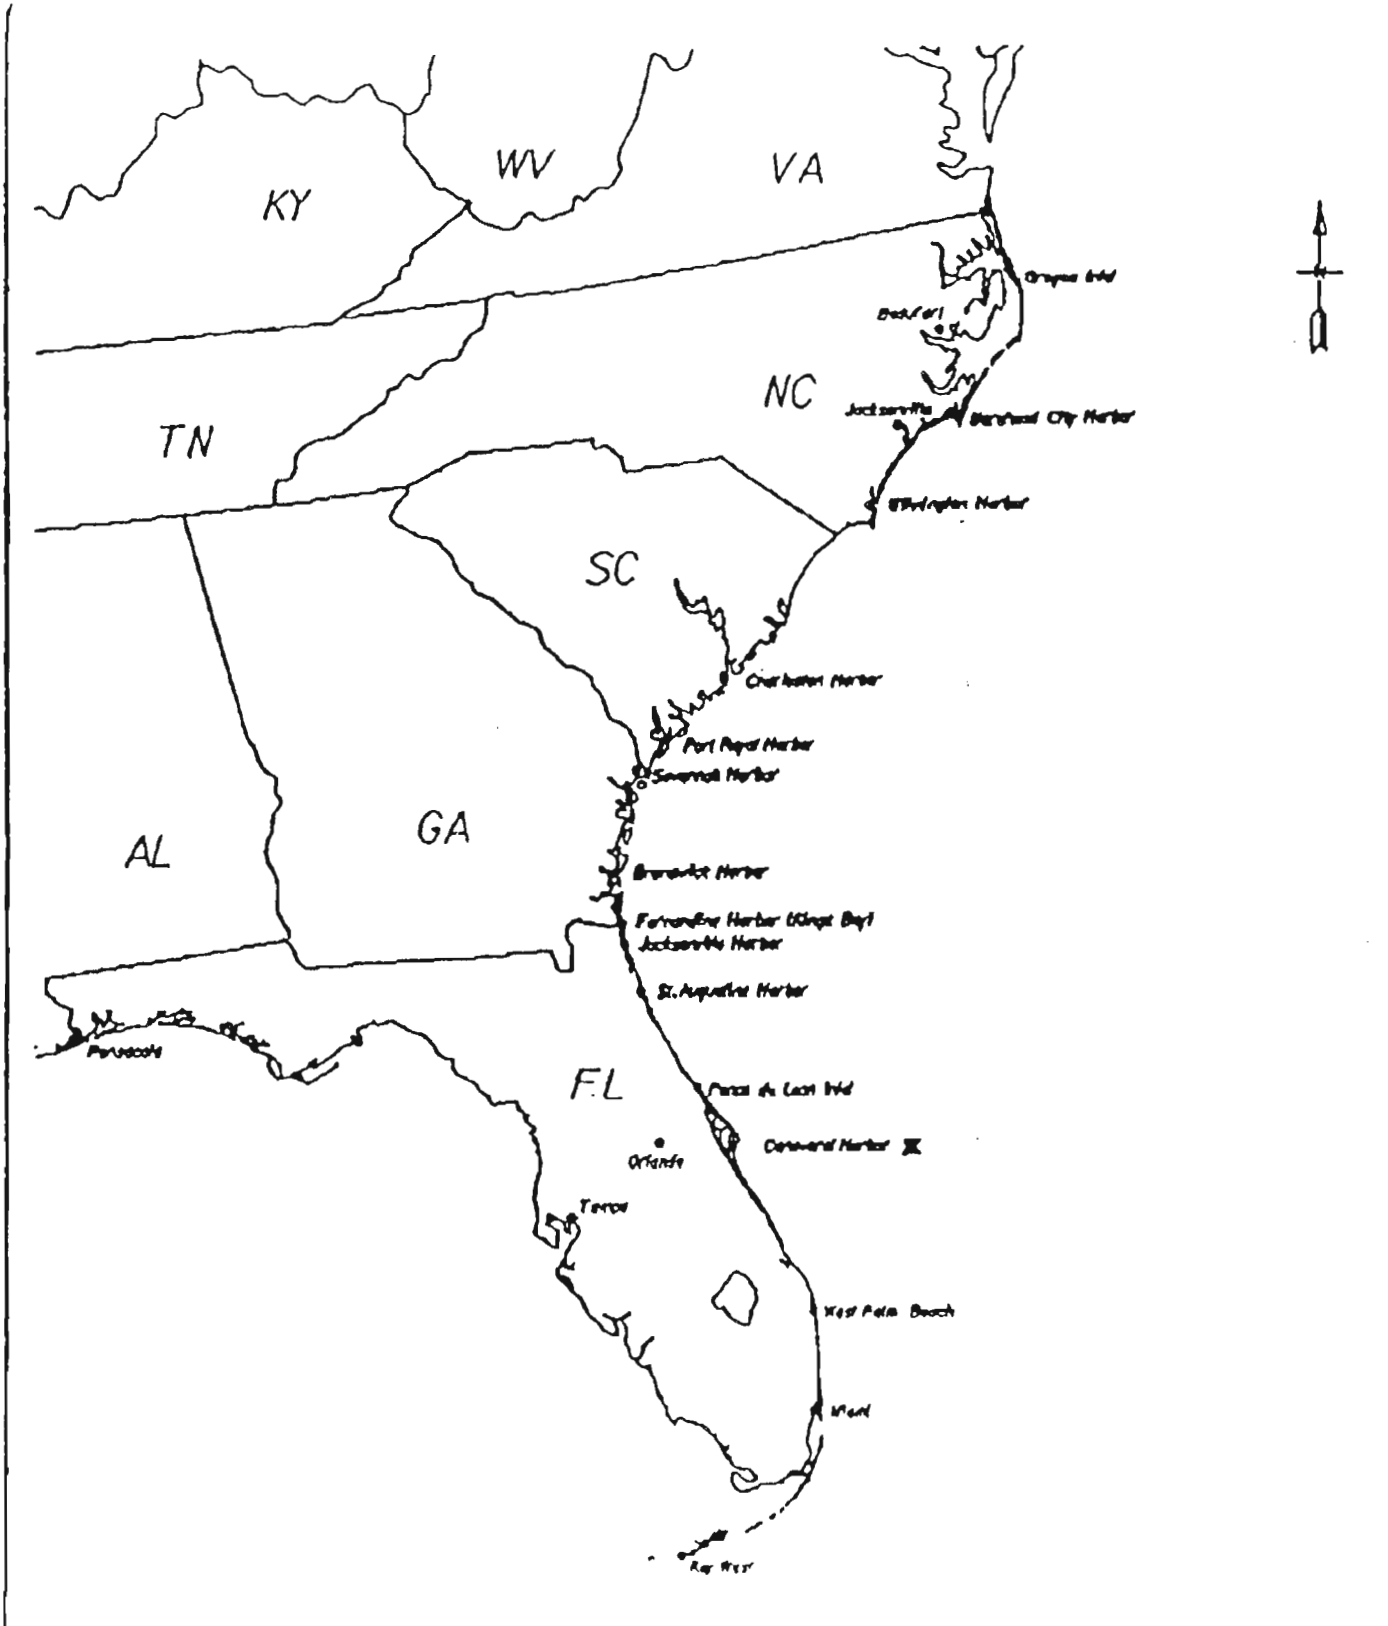 WV
VA
KY
Beaufort
NC
Jacksonville
Morehead City Harbor
TN
Wilmington Harbor
SC
Charleston Harbor
Port Royal Harbor
Savannah Harbor
GA
AL
Brunswick Harbor
Fernandina Harbor (Kings Bay)
Jacksonville Harbor
St. Augustine Harbor
Pensacola
FL
Ponce de Leon Inlet
Canaveral Harbor
Orlando
Tampa
West Palm Beach
Miami
Key West